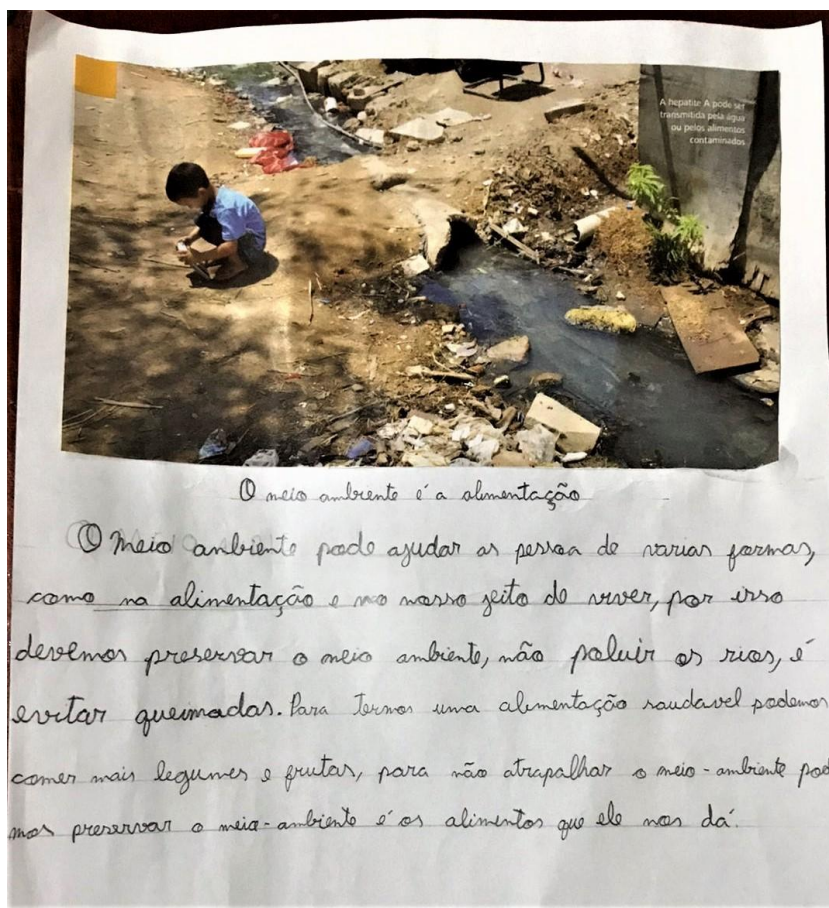 A hepatite A pode ser
transmitida pela água
ou pelos alimentos
contaminados
O meio ambiente é a alimentação
O meio ambiente pode ajudar as pessoa de varias formas,
como na alimentação e no nosso jeito de viver, por isso
devemos preservar o meio ambiente, não poluir os rios, é
evitar queimadas. Para termos uma alimentação saudavel podemos
comer mais legumes e frutas, para não atrapalhar o meio-ambiente pod
mos preservar o meio-ambiente é os alimentos que ele nos dá.